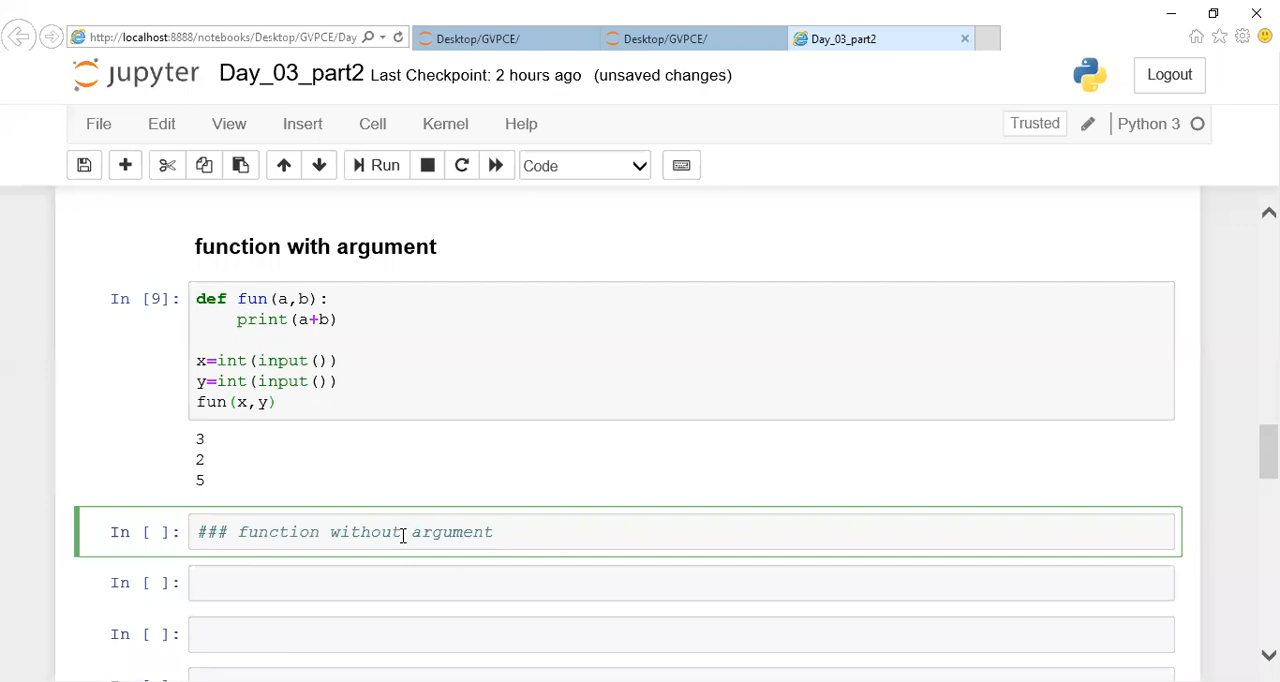 http://localhost:8888/notebooks/Desktop/GVPCE/Day
Desktop/GVPCE/
Desktop/GVPCE/
Day_03_part2
jupyter Day_03_part2 Last Checkpoint: 2 hours ago (unsaved changes)
Logout
File Edit View Insert Cell Kernel Help
Trusted
Python 3
Run
Code
function with argument
In [9]:
def fun(a,b):
print(a+b)
x=int(input())
y=int(input())
fun(x,y)
3
2
5
In [ ]:
### function without argument
In [ ]:
In [ ]: